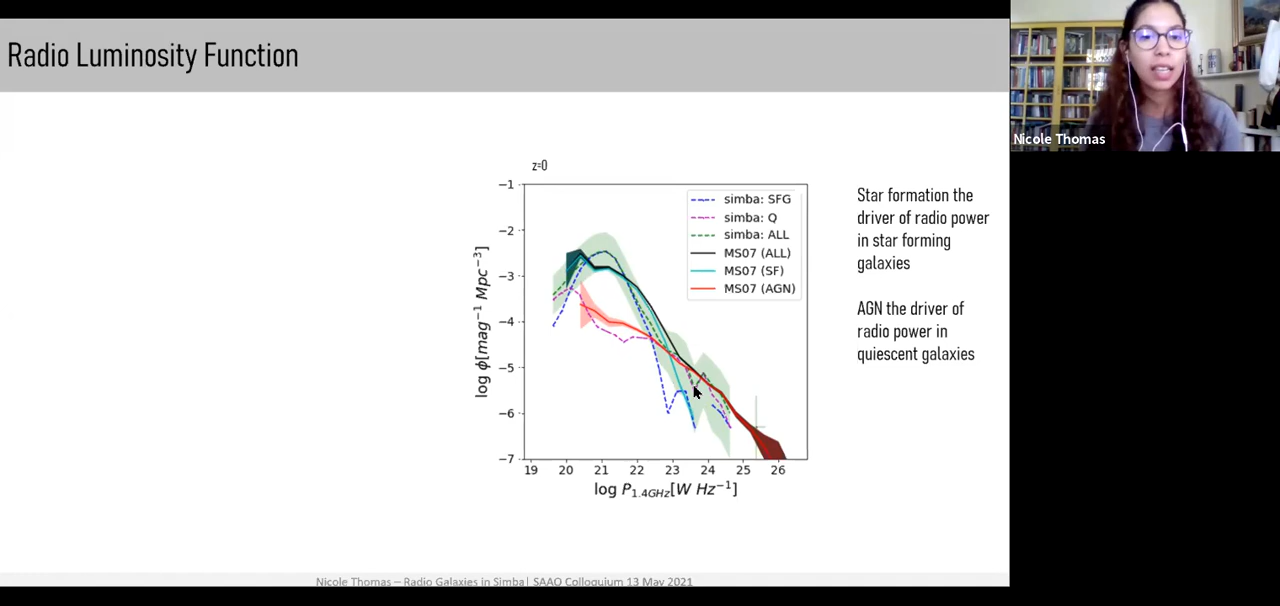 Radio Luminosity Function
Nicole Thomas
z=0
−1
−2
−3
−4
−5
−6
−7
log ϕ[mag⁻¹ Mpc⁻³]
simba: SFG
simba: Q
simba: ALL
MS07 (ALL)
MS07 (SF)
MS07 (AGN)
19 20 21 22 23 24 25 26
log P1.4GHz[W Hz⁻¹]
Star formation the
driver of radio power
in star forming
galaxies
AGN the driver of
radio power in
quiescent galaxies
Nicole Thomas – Radio Galaxies in Simba| SAAO Colloquium 13 May 2021